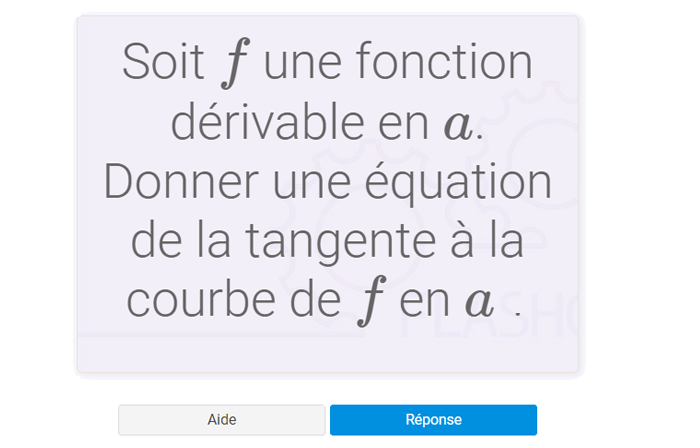 Soit f une fonction
dérivable en a.
Donner une équation
de la tangente à la
courbe de f en a .
Aide
Réponse